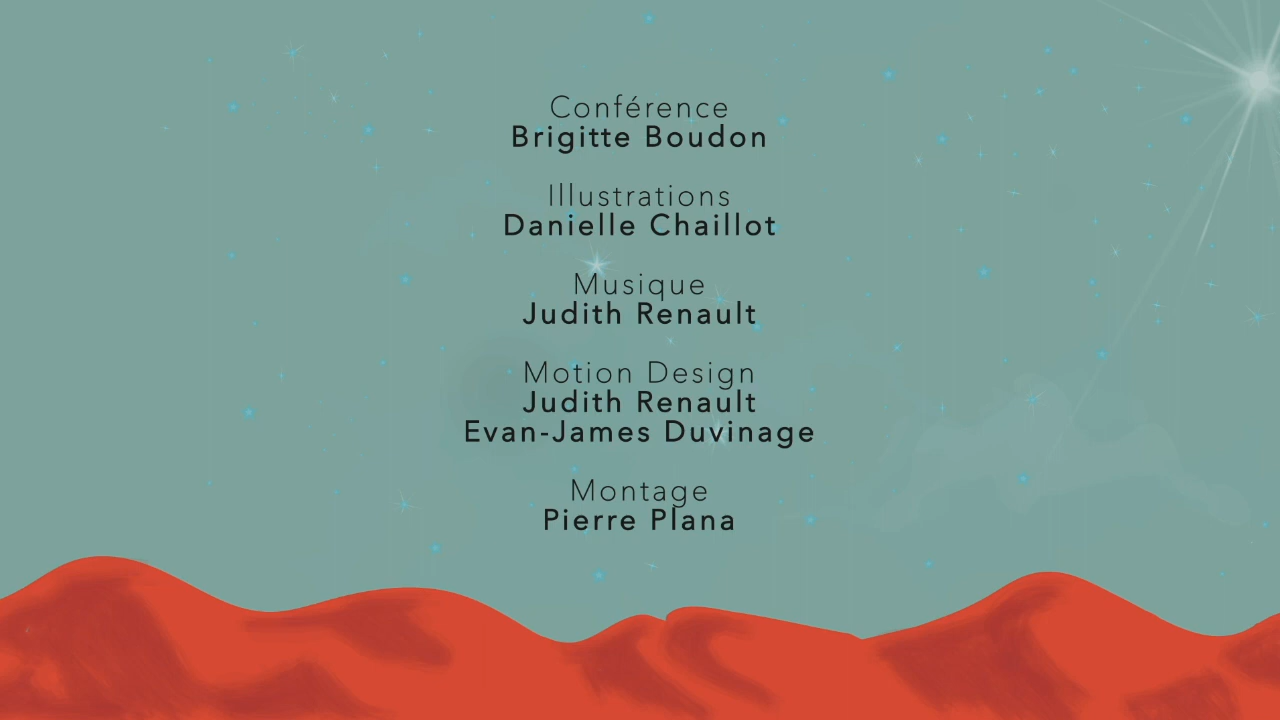 Conférence
Brigitte Boudon
Illustrations
Danielle Chaillot
Musique
Judith Renault
Motion Design
Judith Renault
Evan-James Duvinage
Montage
Pierre Plana